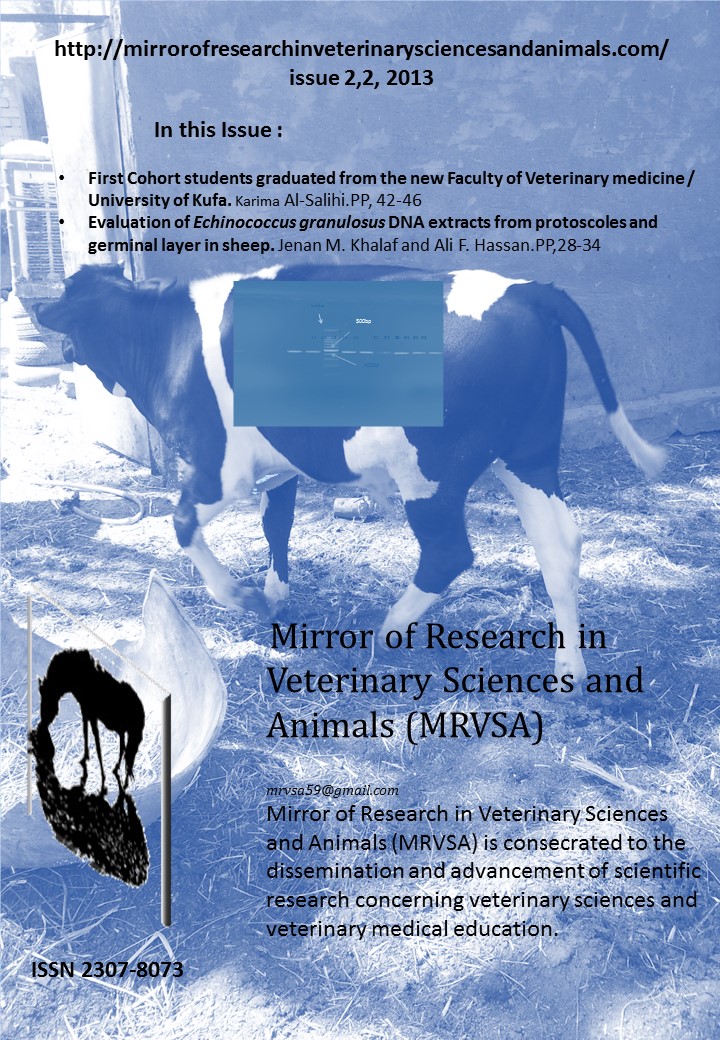 http://mirrorofresearchinveterinarysciencesandanimals.com/
issue 2,2, 2013
In this Issue :
• First Cohort students graduated from the new Faculty of Veterinary medicine/
University of Kufa. Karima Al-Salihi.PP, 42-46
• Evaluation of Echinococcus granulosus DNA extracts from protoscoles and
germinal layer in sheep. Jenan M. Khalaf and Ali F. Hassan.PP,28-34
500bp
Mirror of Research in
Veterinary Sciences and
Animals (MRVSA)
mrvsa59@gmail.com
Mirror of Research in Veterinary Sciences
and Animals (MRVSA) is consecrated to the
dissemination and advancement of scientific
research concerning veterinary sciences and
veterinary medical education.
ISSN 2307-8073